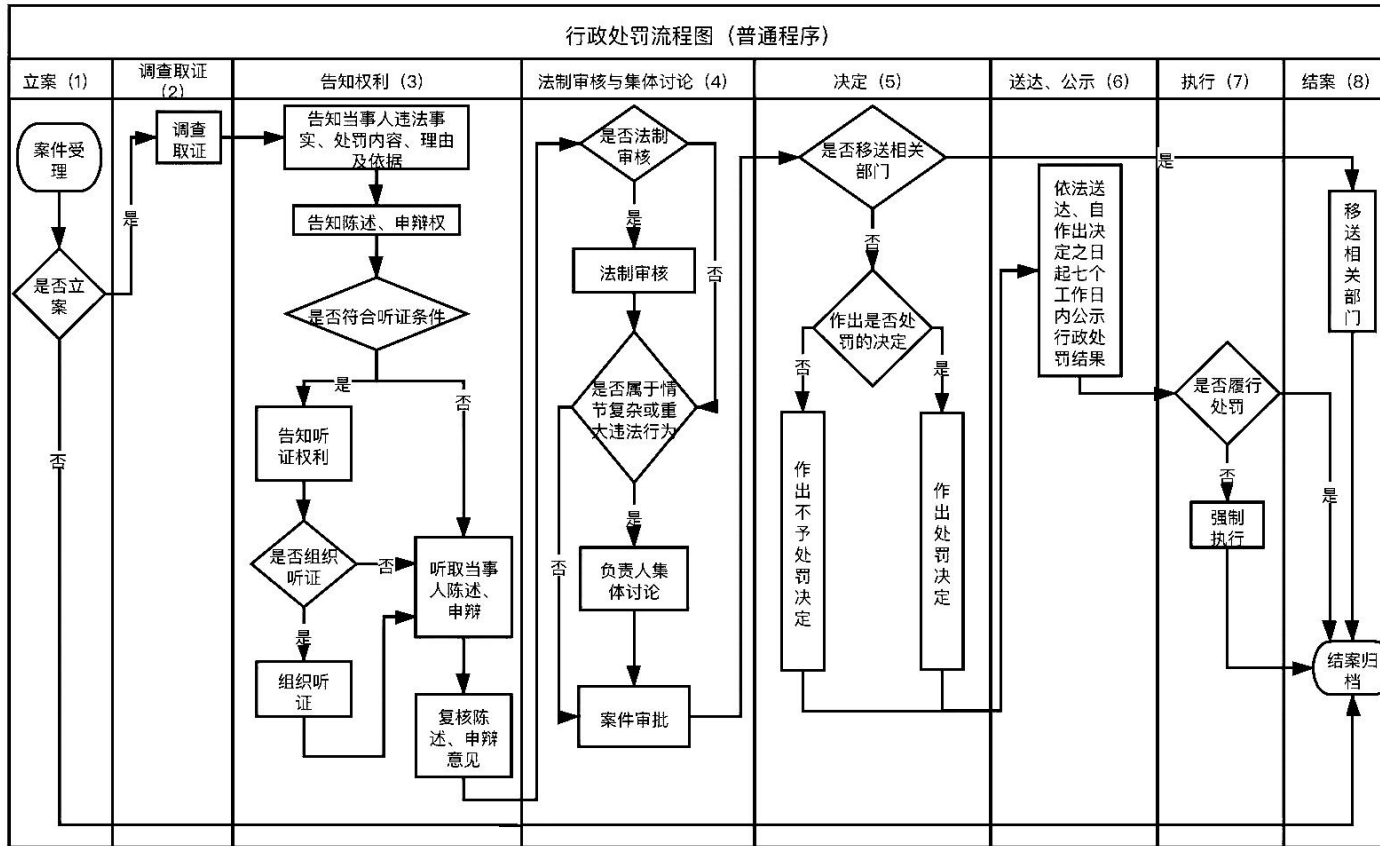 行政处罚流程图（普通程序）
立案（1）
调查取证
（2）
告知权利（3）
法制审核与集体讨论（4）
决定（5）
送达、公示（6）
执行（7）
结案（8）
案件受
理
是否立
案
是
否
调查
取证
告知当事人违法事
实、处罚内容、理由
及依据
告知陈述、申辩权
是否符合听证条件
是
否
告知听
证权利
是否组织
听证
否
是
组织听
证
听取当事
人陈述、
申辩
复核陈
述、申辩
意见
是否法制
审核
是
否
法制审核
是否属于情
节复杂或重
大违法行为
是
否
负责人集
体讨论
案件审批
是否移送相关
部门
是
否
作出是否处
罚的决定
否
是
作出不予处罚决定
作出处罚决定
依法送
达、自
作出决
定之日
起七个
工作日
内公示
行政处
罚结果
是否履行
处罚
否
是
强制
执行
移送相关部门
结案归
档